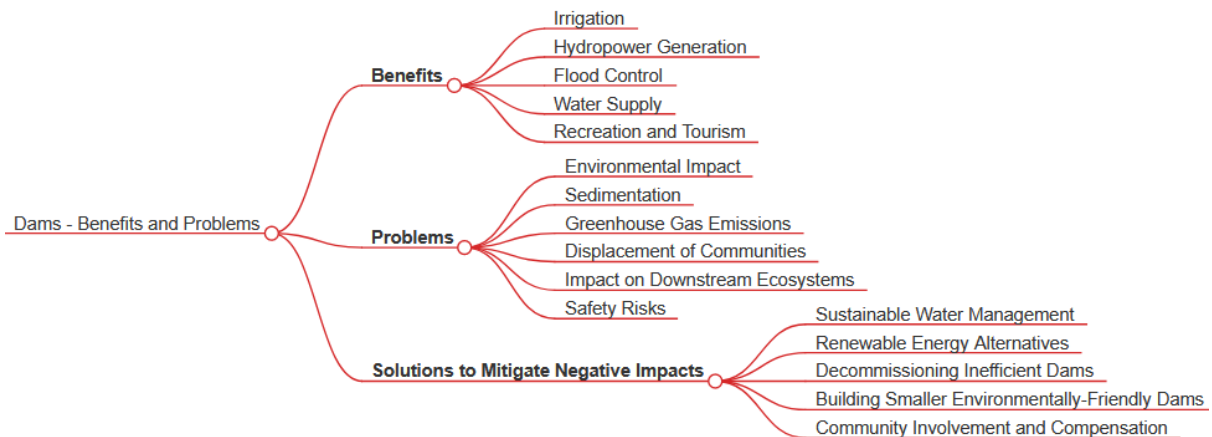 Dams - Benefits and Problems
Benefits
Irrigation
Hydropower Generation
Flood Control
Water Supply
Recreation and Tourism
Problems
Environmental Impact
Sedimentation
Greenhouse Gas Emissions
Displacement of Communities
Impact on Downstream Ecosystems
Safety Risks
Solutions to Mitigate Negative Impacts
Sustainable Water Management
Renewable Energy Alternatives
Decommissioning Inefficient Dams
Building Smaller Environmentally-Friendly Dams
Community Involvement and Compensation